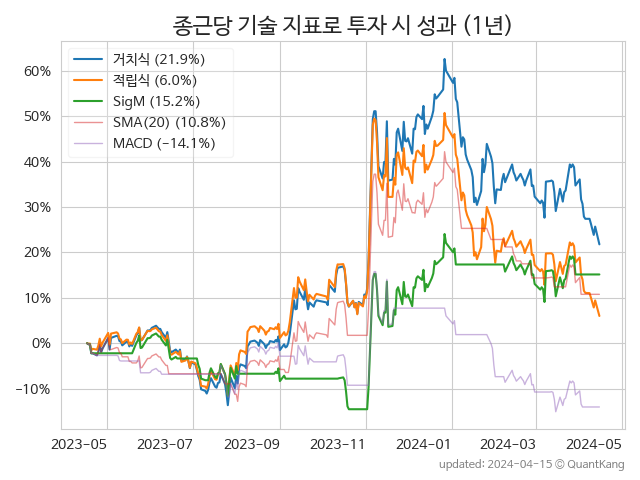 종근당 기술 지표로 투자 시 성과 (1년)
거치식 (21.9%)
적립식 (6.0%)
SigM (15.2%)
SMA(20) (10.8%)
MACD (−14.1%)
60%
50%
40%
30%
20%
10%
0%
−10%
2023−05 2023−07 2023−09 2023−11 2024−01 2024−03 2024−05
updated: 2024−04−15 © QuantKang